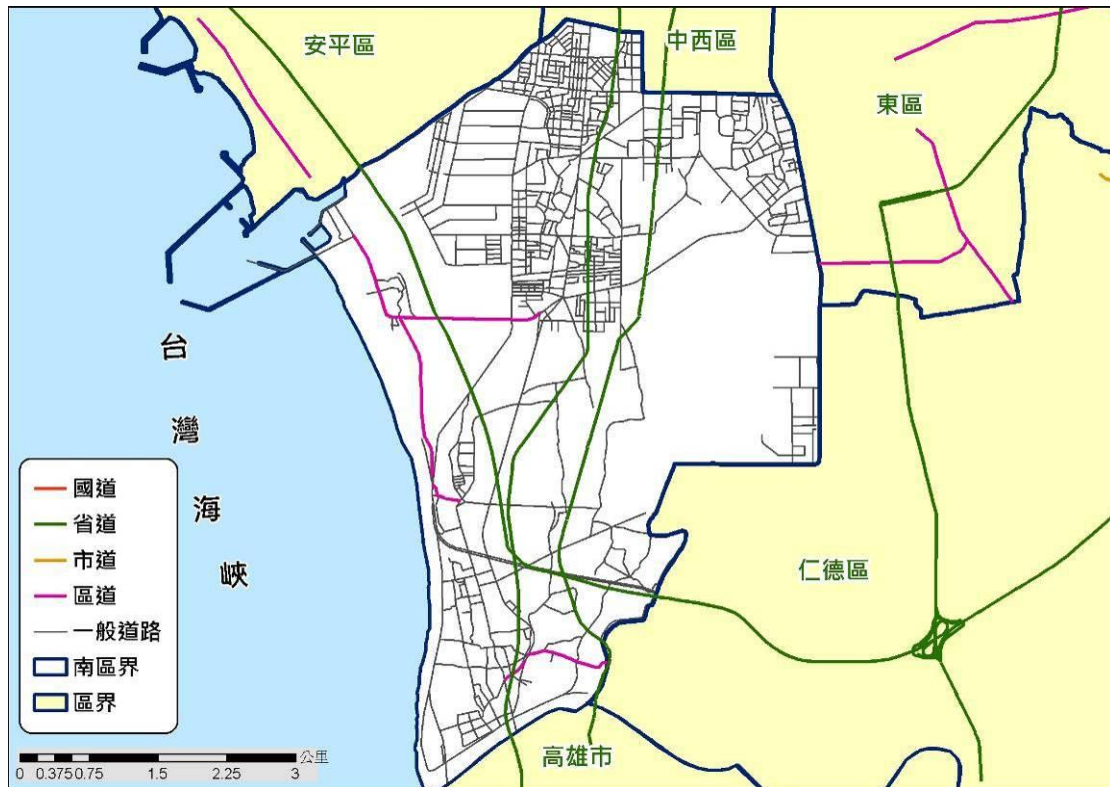 安平區
中西區
東區
台
灣
海
峽
國道
省道
市道
區道
一般道路
南區界
區界
仁德區
高雄市
公里
0 0.375 0.75 1.5 2.25 3